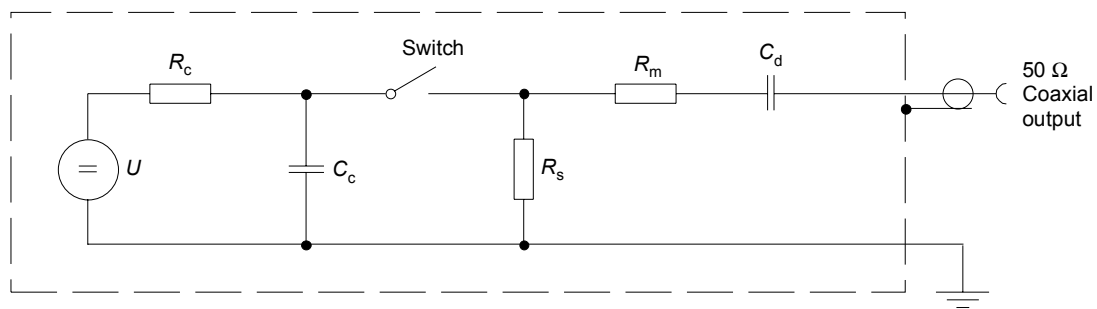 Switch
R_c
R_m
C_d
50 Ω
Coaxial
output
U
C_c
R_s